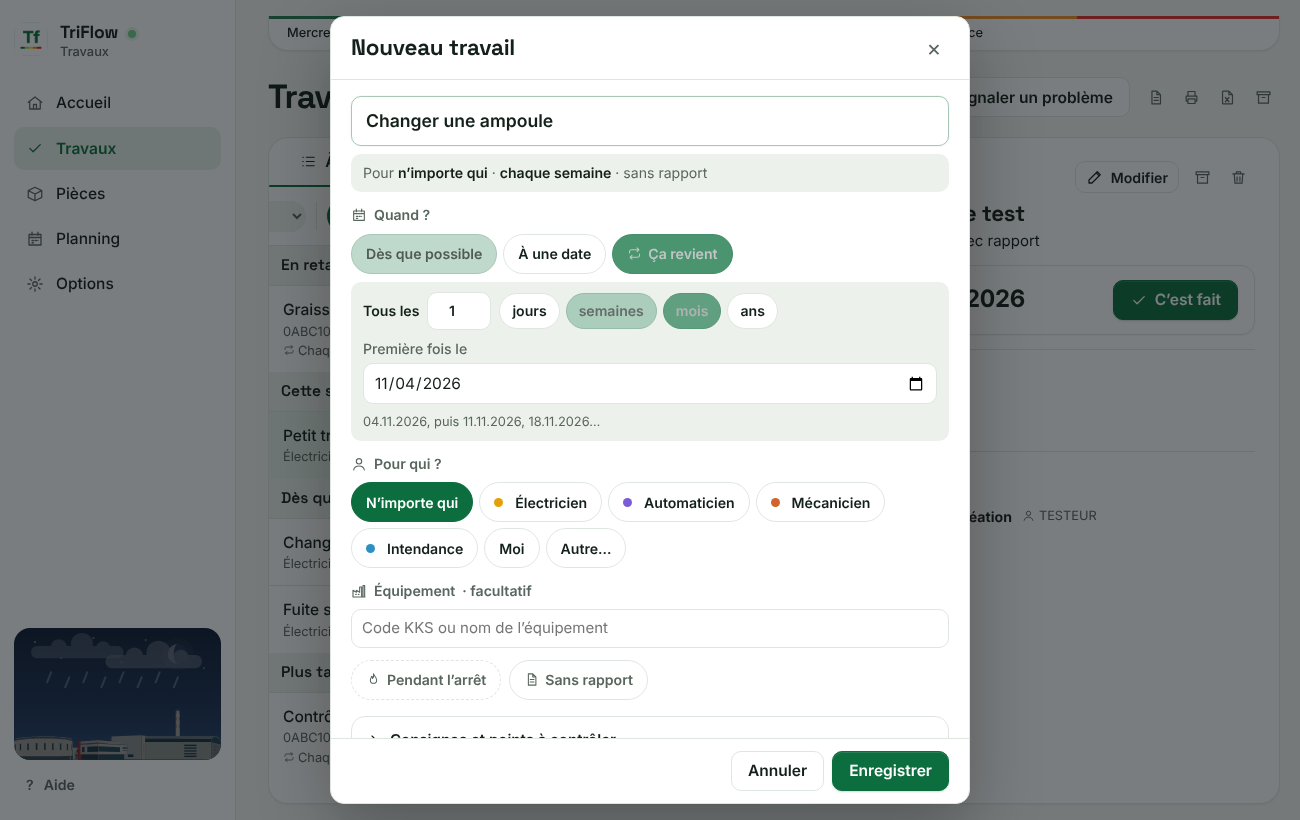 Tf TriFlow
Travaux
Accueil
Travaux
Pièces
Planning
Options
? Aide
Mercre
ce
Trav
gnaler un problème
En reta
Graiss
0ABC10
Chaq
Cette s
Petit tr
Électrici
Dès qu
Chang
Électrici
Fuite s
Électrici
Plus ta
Contrô
0ABC10
Chaq
Modifier
e test
ec rapport
2026
C’est fait
éation TESTEUR
Nouveau travail
Changer une ampoule
Pour n’importe qui · chaque semaine · sans rapport
Quand ?
Dès que possible À une date Ça revient
Tous les 1 jours semaines mois ans
Première fois le
11/04/2026
04.11.2026, puis 11.11.2026, 18.11.2026…
Pour qui ?
N’importe qui Électricien Automaticien Mécanicien
Intendance Moi Autre…
Équipement · facultatif
Code KKS ou nom de l’équipement
Pendant l’arrêt Sans rapport
Consignes et points à contrôler
Annuler Enregistrer